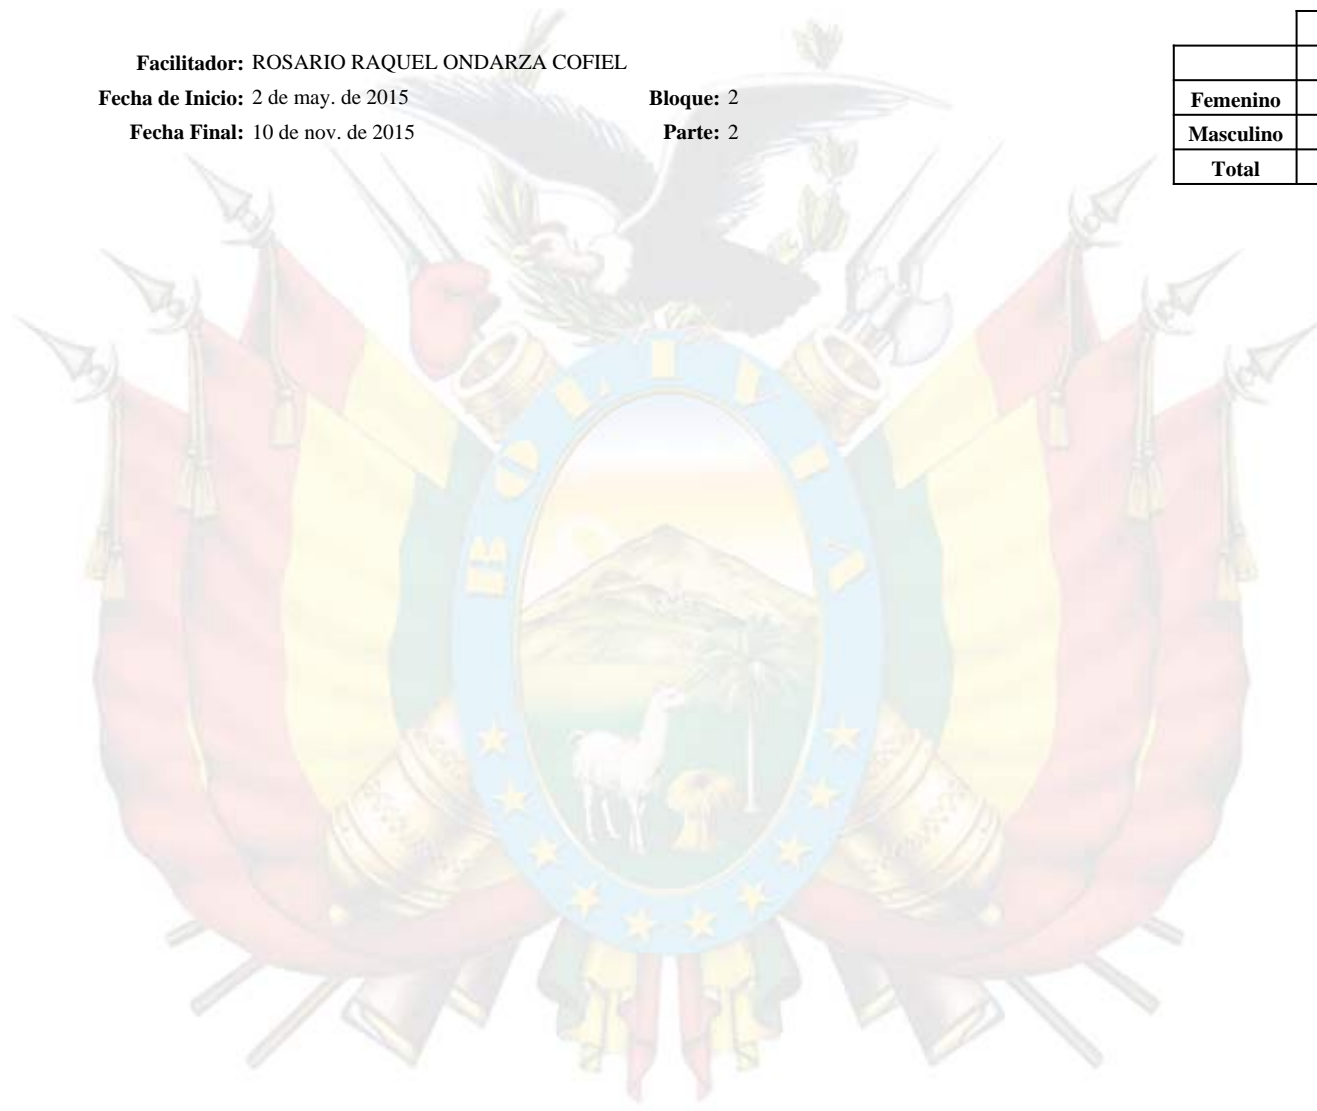 Facilitador: ROSARIO RAQUEL ONDARZA COFIEL
Fecha de Inicio: 2 de may. de 2015 Bloque: 2
Fecha Final: 10 de nov. de 2015 Parte: 2
Femenino
Masculino
Total
BOLIVIA